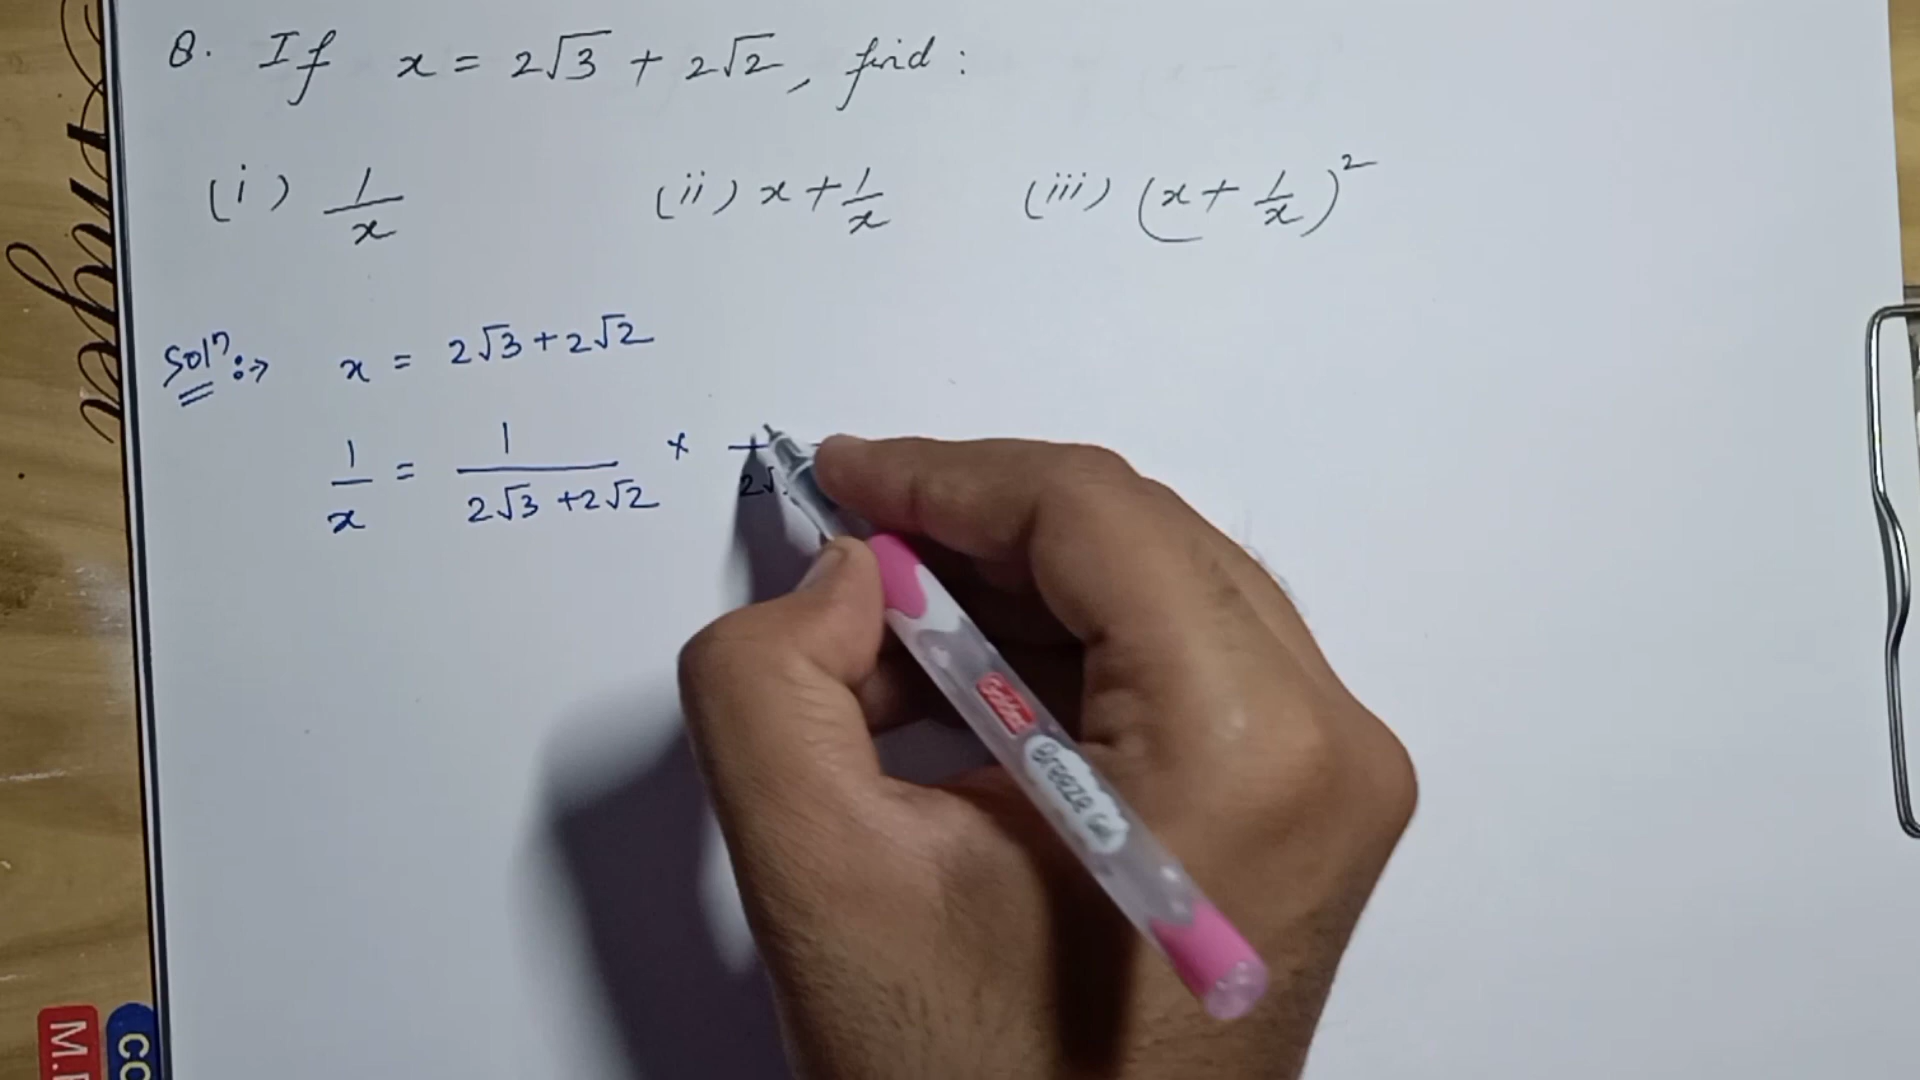 Q. If x = 2√3 + 2√2, find :
(i) 1/x (ii) x + 1/x (iii) (x + 1/x)²
Solⁿ :→ x = 2√3 + 2√2
1/x = 1/(2√3 + 2√2) ×
Breeze Gel
M.
CO